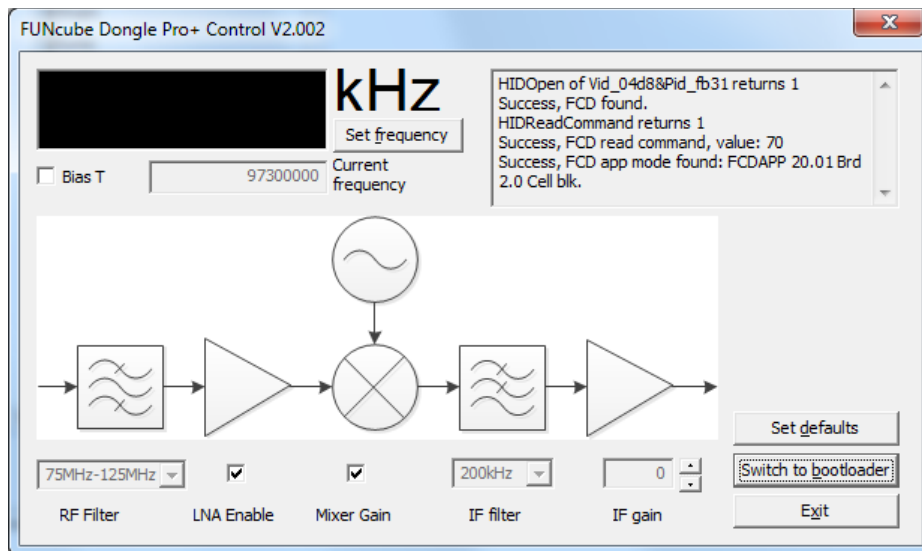 FUNcube Dongle Pro+ Control V2.002
kHz
Set frequency
Bias T
97300000
Current
frequency
HIDOpen of Vid_04d8&Pid_fb31 returns 1
Success, FCD found.
HIDReadCommand returns 1
Success, FCD read command, value: 70
Success, FCD app mode found: FCDAPP 20.01 Brd
2.0 Cell blk.
75MHz-125MHz
200kHz
0
RF Filter
LNA Enable
Mixer Gain
IF filter
IF gain
Set defaults
Switch to bootloader
Exit